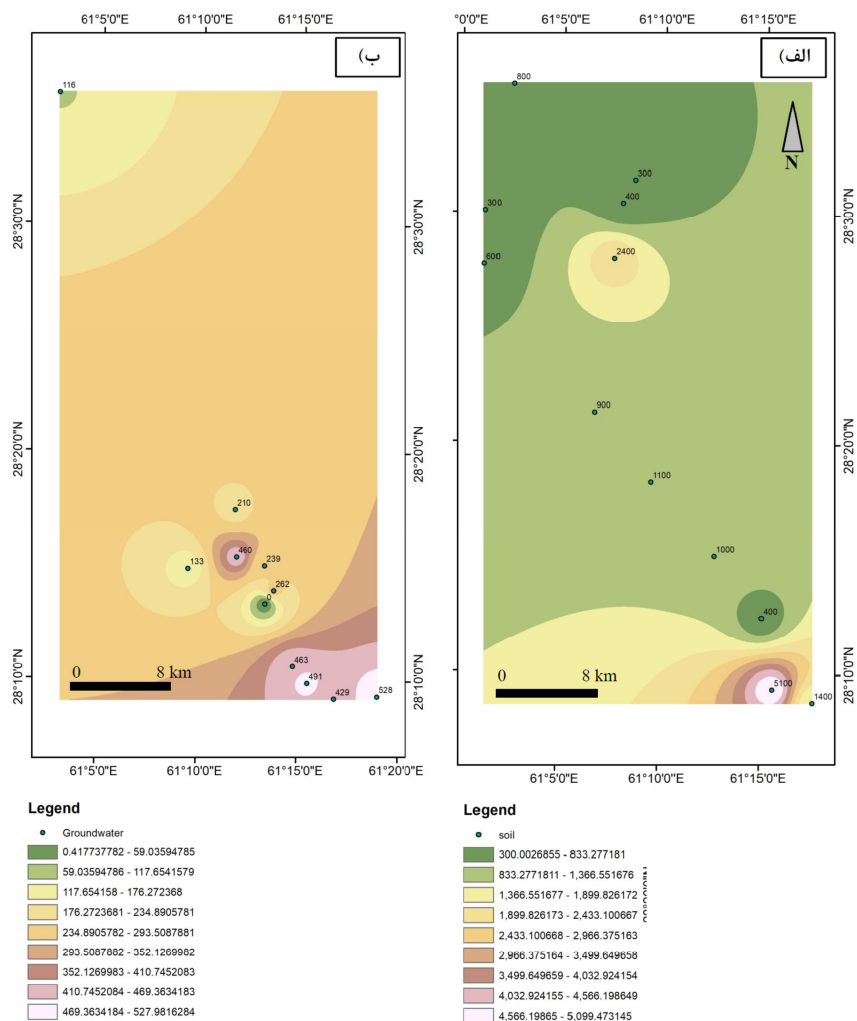 61°5'0"E 61°10'0"E 61°15'0"E
ب)
116
28°30'0"N
28°30'0"N
28°20'0"N
28°20'0"N
210
460
239
133
262
0
463
491
429
528
28°10'0"N
28°10'0"N
0 8 km
61°5'0"E 61°10'0"E 61°15'0"E 61°20'0"E
Legend
Groundwater
0.417737782 - 59.03594785
59.03594786 - 117.6541579
117.654158 - 176.272368
176.2723681 - 234.8905781
234.8905782 - 293.5087881
293.5087882 - 352.1269982
352.1269983 - 410.7452083
410.7452084 - 469.3634183
469.3634184 - 527.9816284
°0'0"E 61°5'0"E 61°10'0"E 61°15'0"E
الف)
N
800
300
400
300
600
2400
900
1100
1000
400
5100
1400
28°30'0"N
28°20'0"N
28°10'0"N
0 8 km
61°5'0"E 61°10'0"E 61°15'0"E
Legend
soil
300.0026855 - 833.277181
833.2771811 - 1,366.551676
1,366.551677 - 1,899.826172
1,899.826173 - 2,433.100667
2,433.100668 - 2,966.375163
2,966.375164 - 3,499.649658
3,499.649659 - 4,032.924154
4,032.924155 - 4,566.198649
4,566.19865 - 5,099.473145